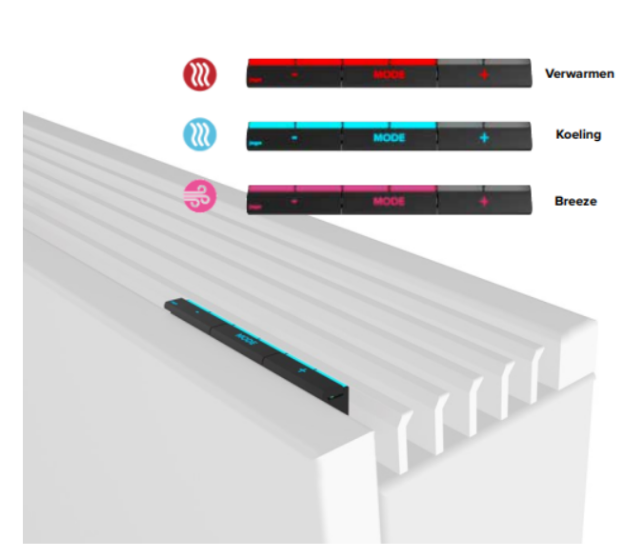 - MODE + Verwarmen
- MODE + Koeling
- MODE + Breeze
- MODE +